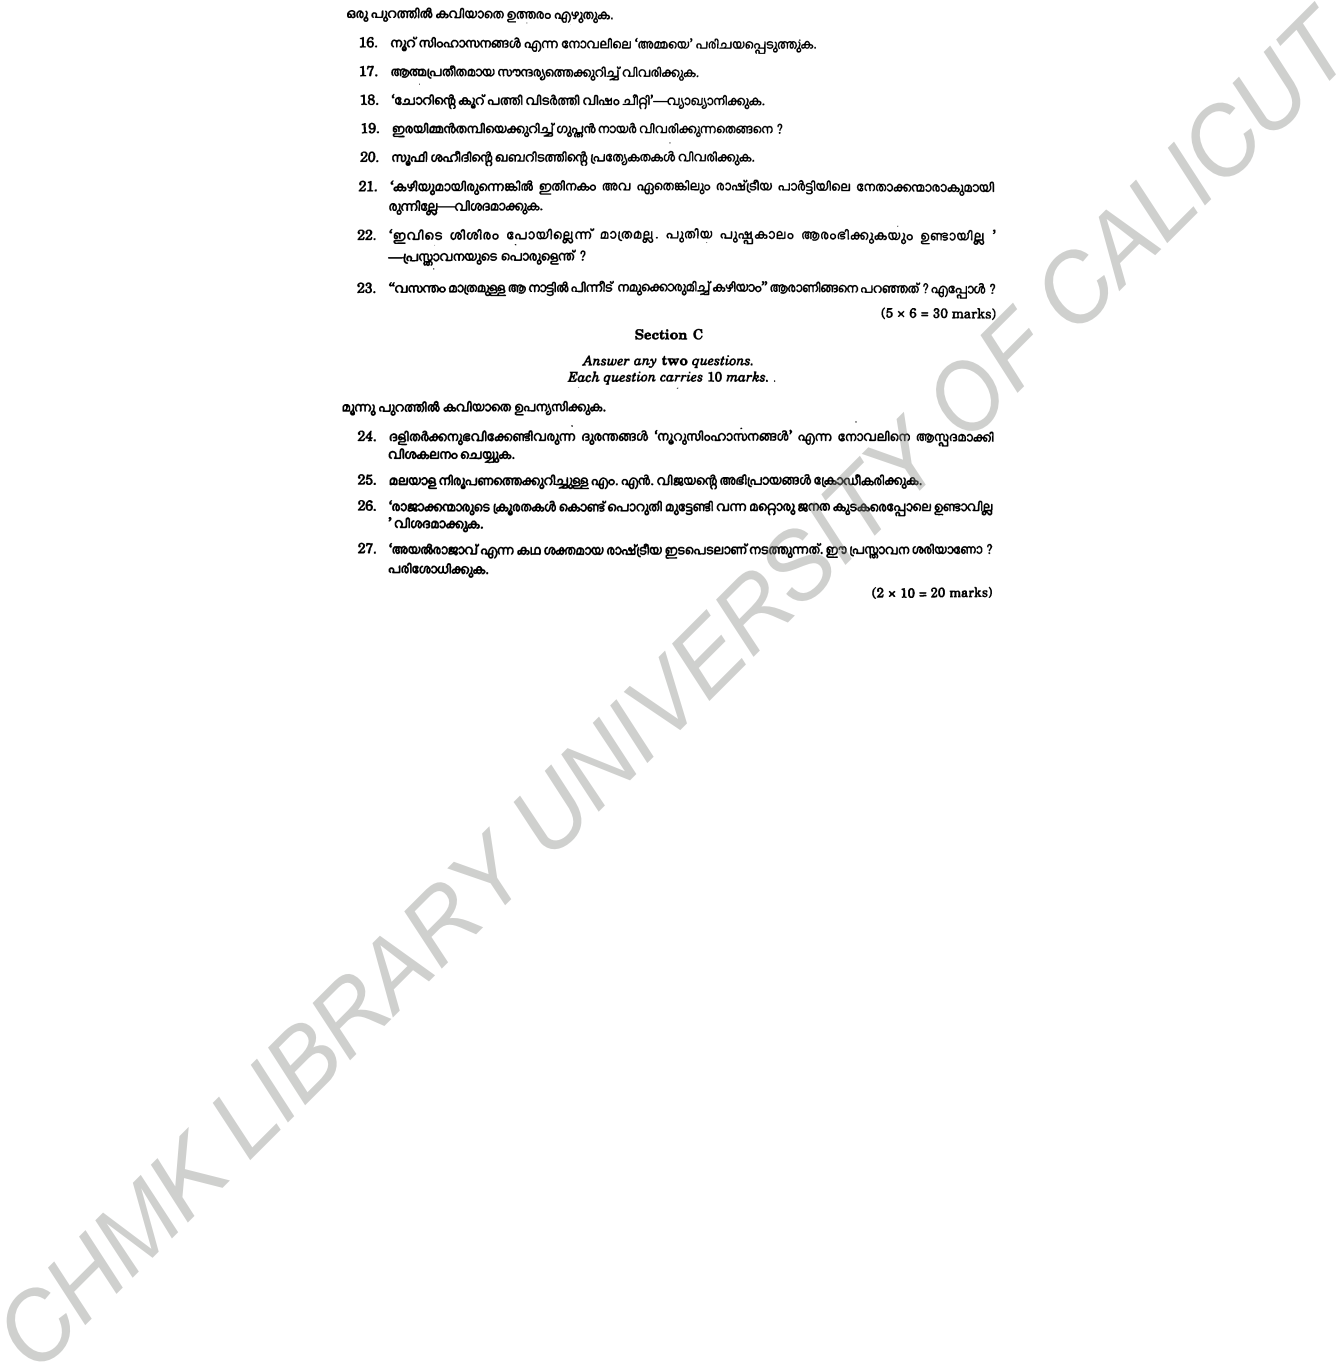 ഒരു പുറത്തിൽ കവിയാതെ ഉത്തരം എഴുതുക.
16. നൂറ് സിംഹാസനങ്ങൾ എന്ന നോവലിലെ ‘അമ്മയെ’ പരിചയപ്പെടുത്തുക.
17. ആത്മപ്രതീതമായ സൗന്ദര്യത്തെക്കുറിച്ച് വിവരിക്കുക.
18. ‘ചോറിന്റെ കൂറ് പത്തി വിടർത്തി വിഷം ചീറ്റി’—വ്യാഖ്യാനിക്കുക.
19. ഇരയിമ്മൻതമ്പിയെക്കുറിച്ച് ഗുപ്തൻ നായർ വിവരിക്കുന്നതെങ്ങനെ ?
20. സൂഫി ശഹീദിന്റെ ഖബറിടത്തിന്റെ പ്രത്യേകതകൾ വിവരിക്കുക.
21. ‘കഴിയുമായിരുന്നെങ്കിൽ ഇതിനകം അവ ഏതെങ്കിലും രാഷ്ട്രീയ പാർട്ടിയിലെ നേതാക്കന്മാരാകുമായി
രുന്നില്ലേ—വിശദമാക്കുക.
22. ‘ഇവിടെ ശിശിരം പോയില്ലെന്ന് മാത്രമല്ല. പുതിയ പുഷ്പകാലം ആരംഭിക്കുകയും ഉണ്ടായില്ല ’
—പ്രസ്താവനയുടെ പൊരുളെന്ത് ?
23. “വസന്തം മാത്രമുള്ള ആ നാട്ടിൽ പിന്നീട് നമുക്കൊരുമിച്ച് കഴിയാം” ആരാണിങ്ങനെ പറഞ്ഞത് ? എപ്പോൾ ?
(5 × 6 = 30 marks)
Section C
Answer any two questions.
Each question carries 10 marks.
മൂന്നു പുറത്തിൽ കവിയാതെ ഉപന്യസിക്കുക.
24. ദളിതർക്കനുഭവിക്കേണ്ടിവരുന്ന ദുരന്തങ്ങൾ ‘നൂറുസിംഹാസനങ്ങൾ’ എന്ന നോവലിനെ ആസ്പദമാക്കി
വിശകലനം ചെയ്യുക.
25. മലയാള നിരൂപണത്തെക്കുറിച്ചുള്ള എം. എൻ. വിജയന്റെ അഭിപ്രായങ്ങൾ ക്രോഡീകരിക്കുക.
26. ‘രാജാക്കന്മാരുടെ ക്രൂരതകൾ കൊണ്ട് പൊറുതി മുട്ടേണ്ടി വന്ന മറ്റൊരു ജനത കുടകരെപ്പോലെ ഉണ്ടാവില്ല
’ വിശദമാക്കുക.
27. ‘അയൽരാജാവ് എന്ന കഥ ശക്തമായ രാഷ്ട്രീയ ഇടപെടലാണ് നടത്തുന്നത്. ഈ പ്രസ്താവന ശരിയാണോ ?
പരിശോധിക്കുക.
(2 × 10 = 20 marks)
CHMK LIBRARY UNIVERSITY OF CALICUT